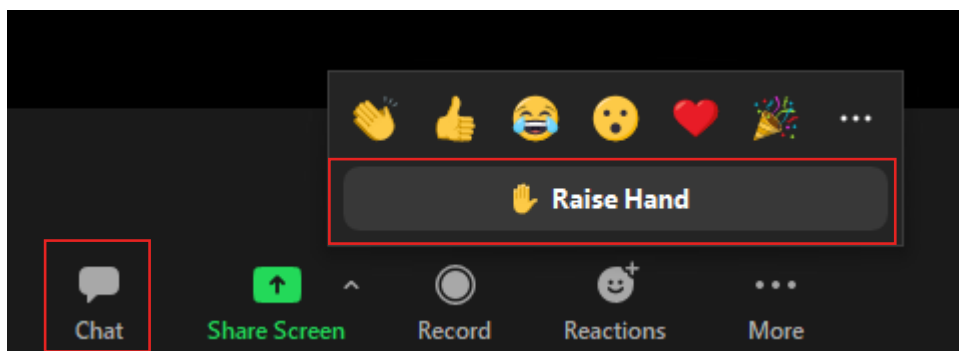 Raise Hand
Chat
Share Screen
Record
Reactions
More